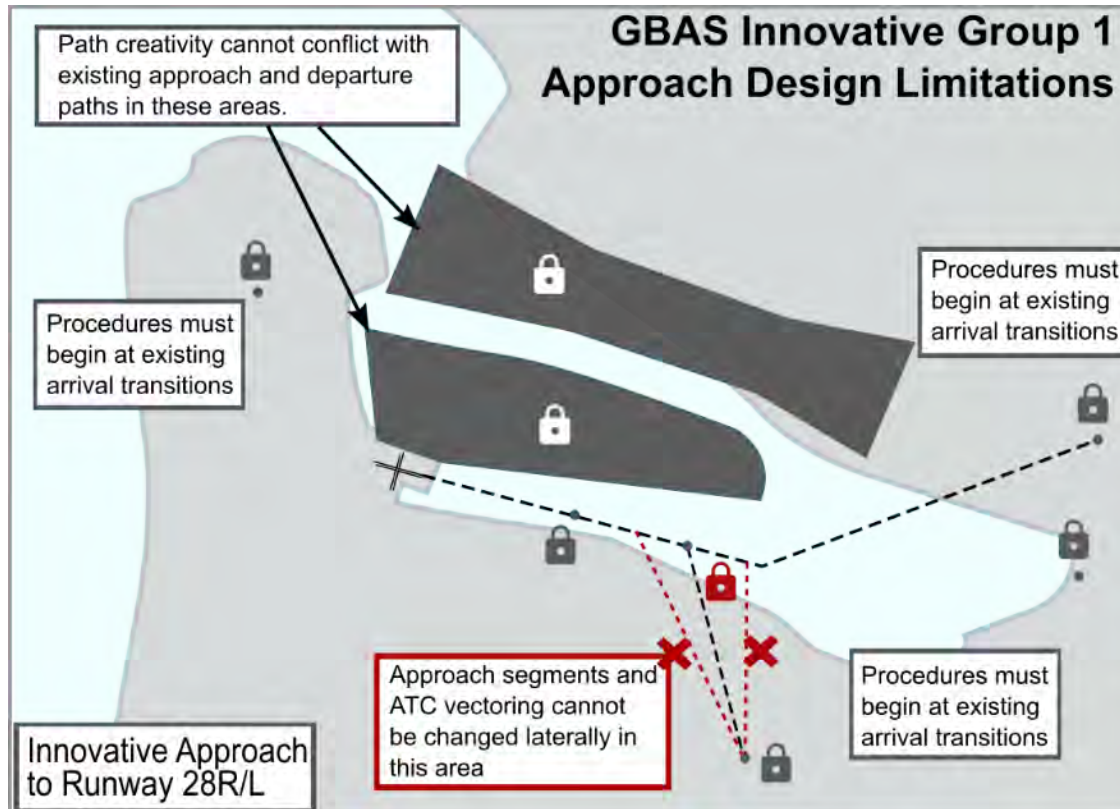 GBAS Innovative Group 1
Approach Design Limitations
Path creativity cannot conflict with
existing approach and departure
paths in these areas.
Procedures must
begin at existing
arrival transitions
Procedures must
begin at existing
arrival transitions
Approach segments and
ATC vectoring cannot
be changed laterally in
this area
Procedures must
begin at existing
arrival transitions
Innovative Approach
to Runway 28R/L